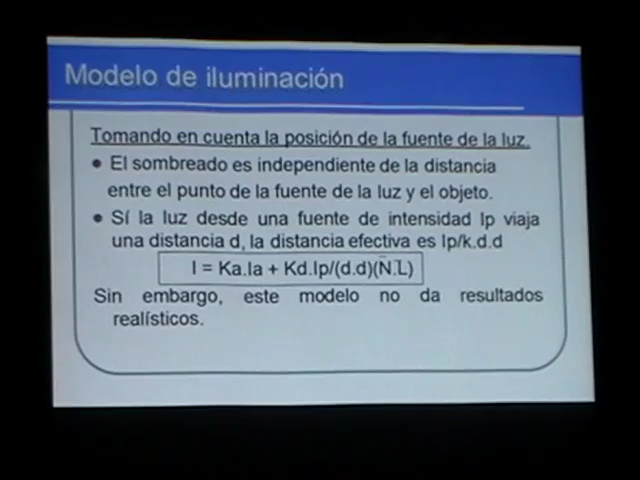 Modelo de iluminación
Tomando en cuenta la posición de la fuente de la luz.
• El sombreado es independiente de la distancia
entre el punto de la fuente de la luz y el objeto.
• Sí la luz desde una fuente de intensidad Ip viaja
una distancia d, la distancia efectiva es Ip/k.d.d
I = Ka.Ia + Kd.Ip/(d.d)(N̄.L̄)
Sin embargo, este modelo no da resultados
realísticos.